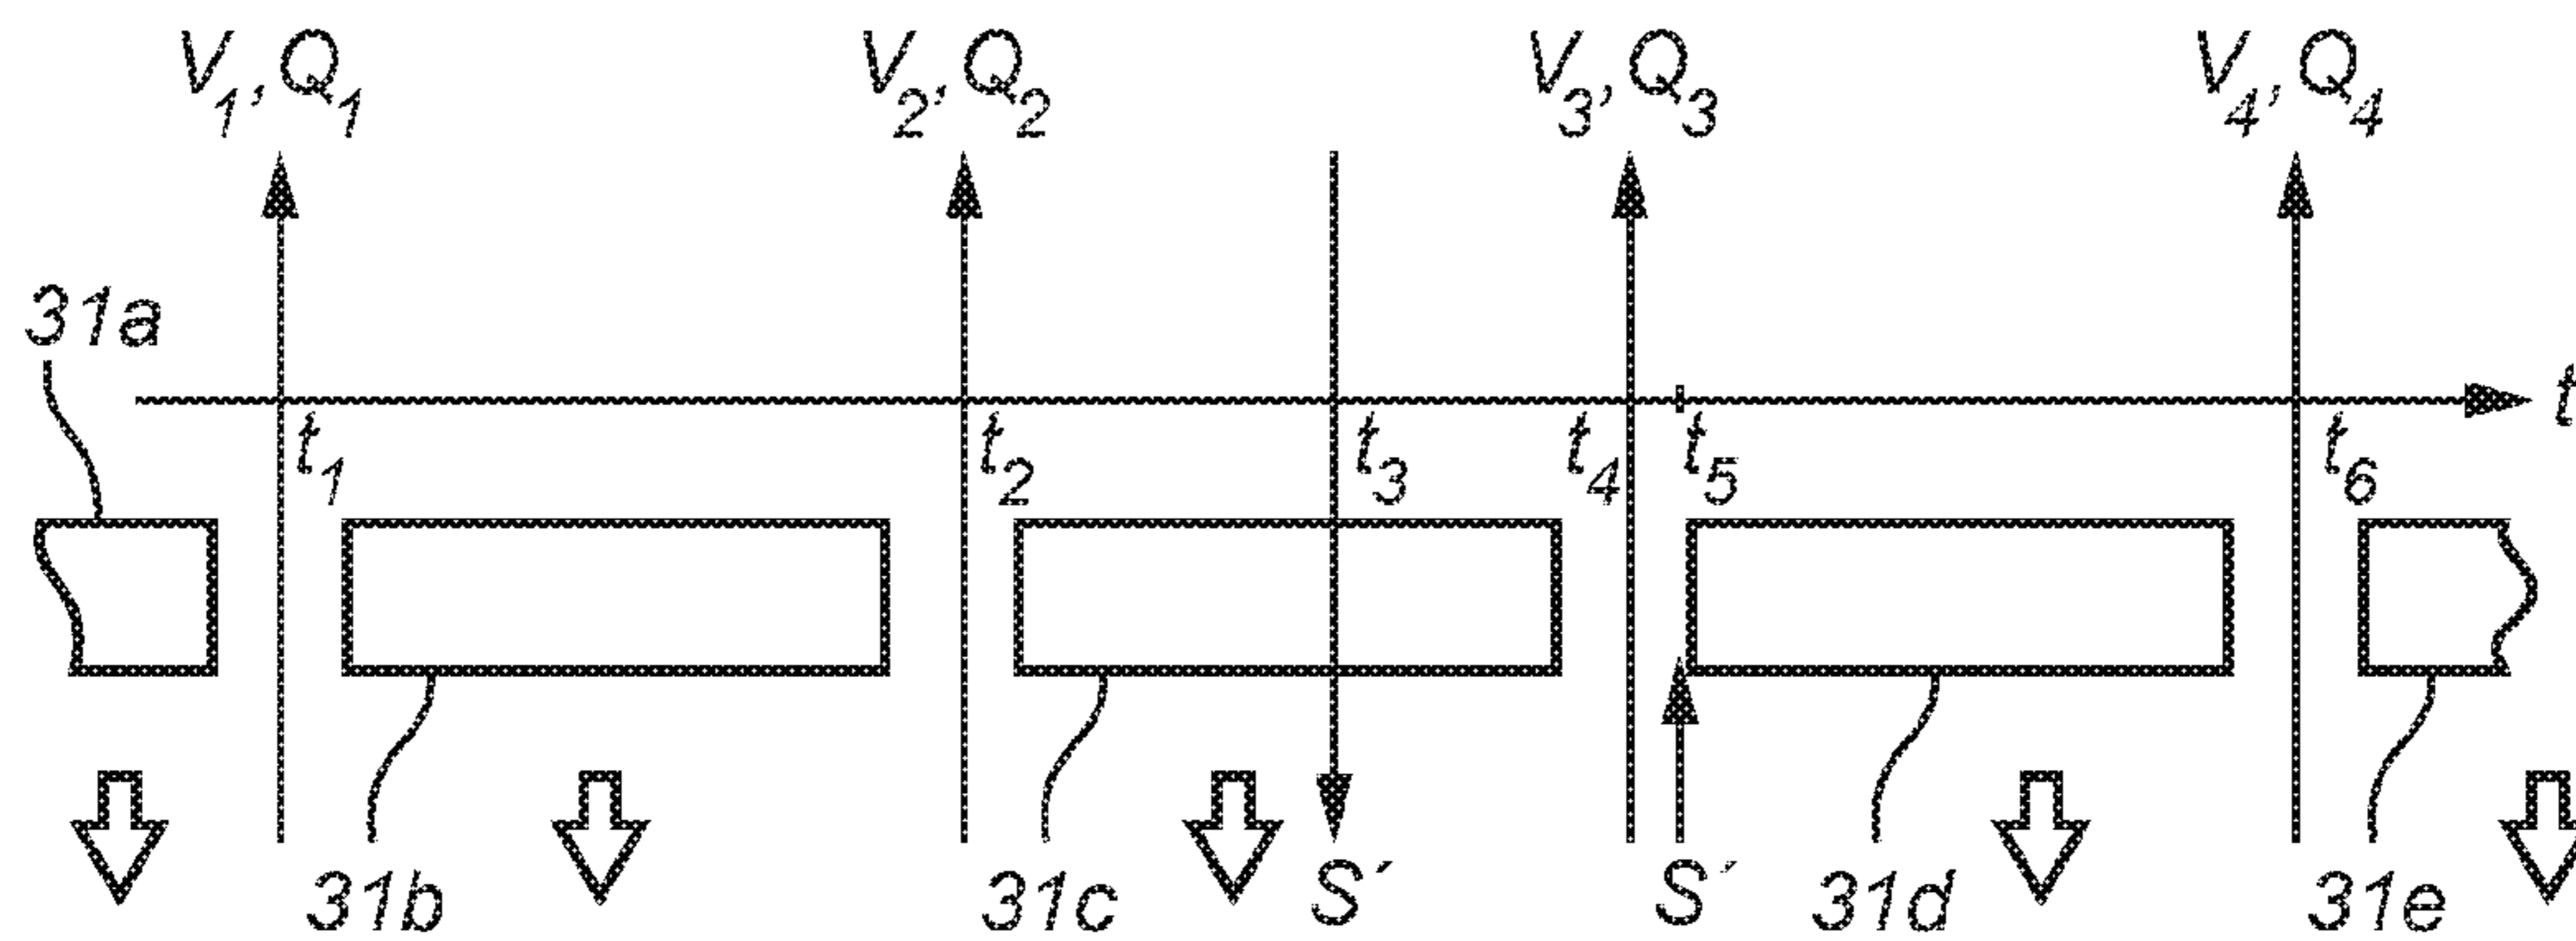 V₁, Q₁ V₂, Q₂ V₃, Q₃ V₄, Q₄
31a
t
t₁ t₂ t₃ t₄ t₅ t₆
31b 31c S´ S´ 31d 31e